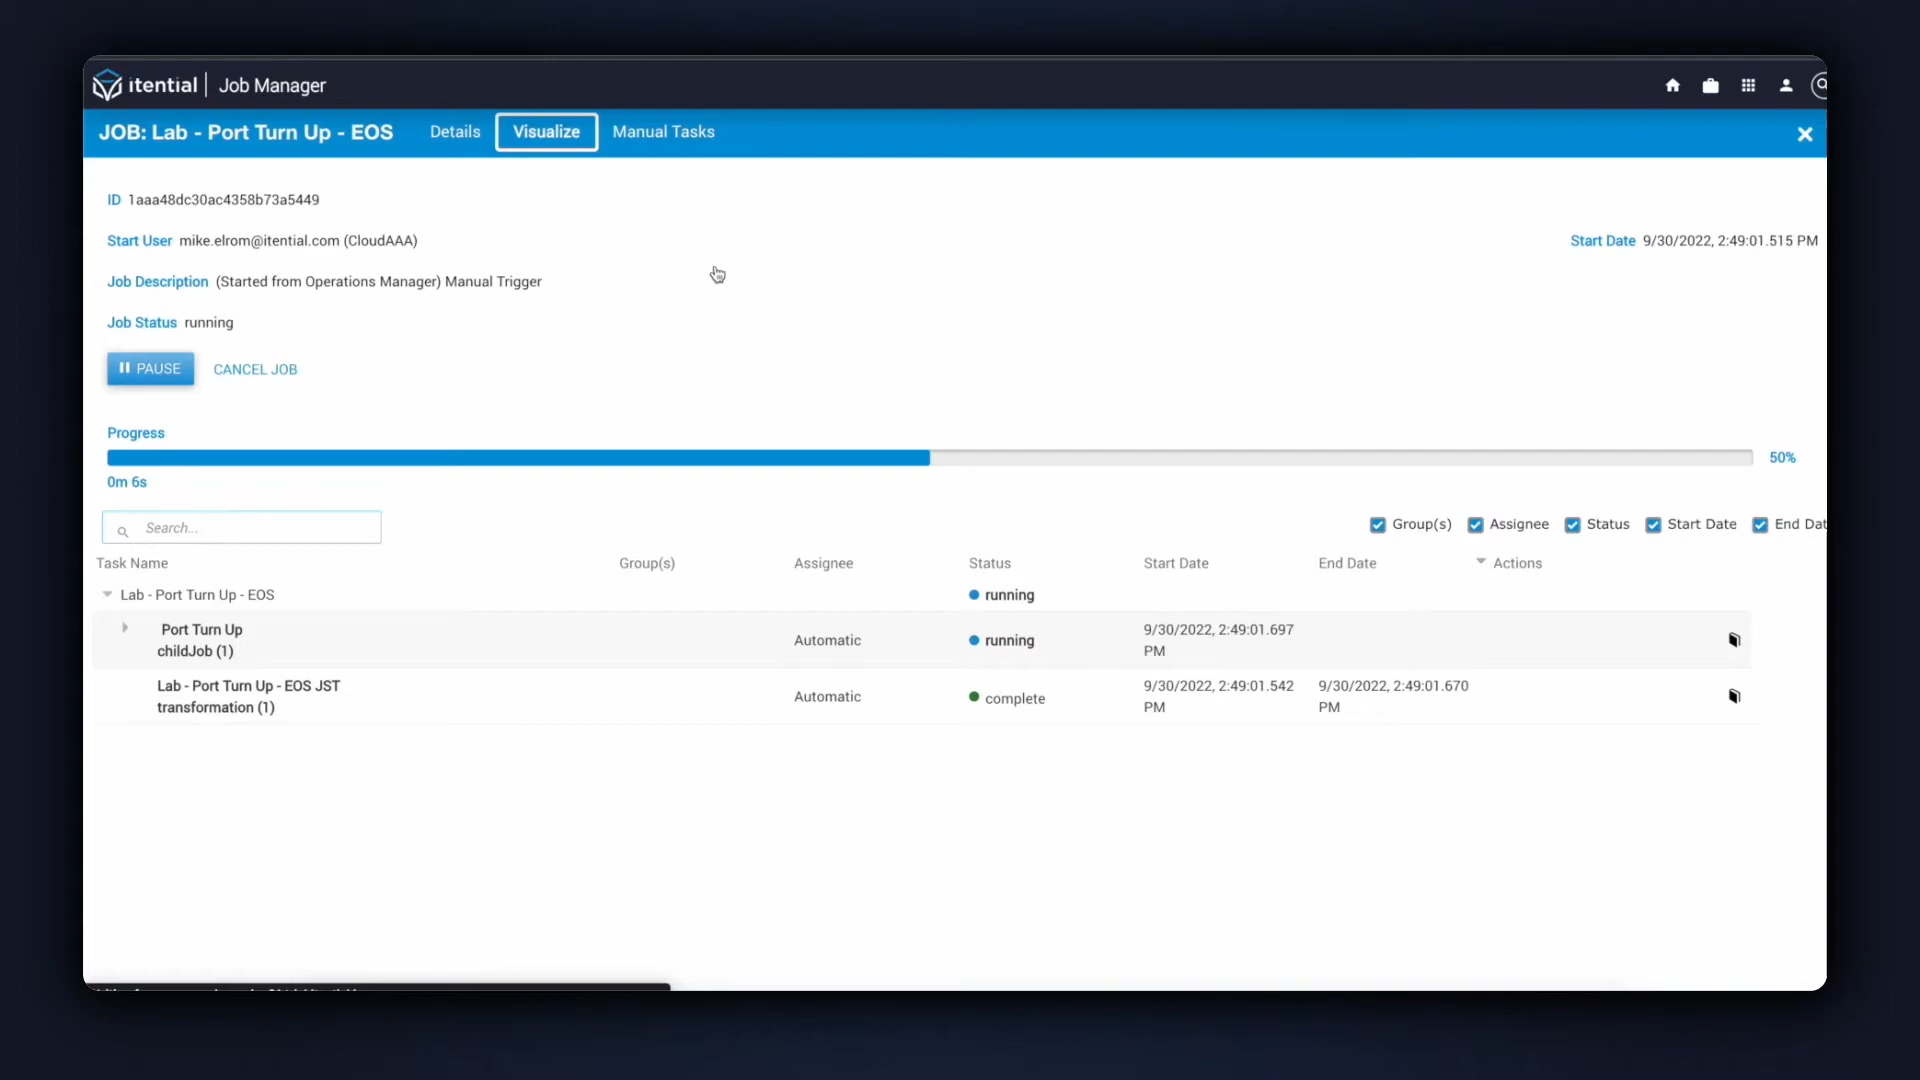 itential | Job Manager
JOB: Lab - Port Turn Up - EOS Details Visualize Manual Tasks
ID 1aaa48dc30ac4358b73a5449
Start User mike.elrom@itential.com (CloudAAA) Start Date 9/30/2022, 2:49:01.515 PM
Job Description (Started from Operations Manager) Manual Trigger
Job Status running
PAUSE CANCEL JOB
Progress
50%
0m 6s
Search... Group(s) Assignee Status Start Date End Dat
Task Name Group(s) Assignee Status Start Date End Date Actions
Lab - Port Turn Up - EOS running
Port Turn Up 9/30/2022, 2:49:01.697
childJob (1) Automatic running PM
Lab - Port Turn Up - EOS JST 9/30/2022, 2:49:01.542 9/30/2022, 2:49:01.670
transformation (1) Automatic complete PM PM